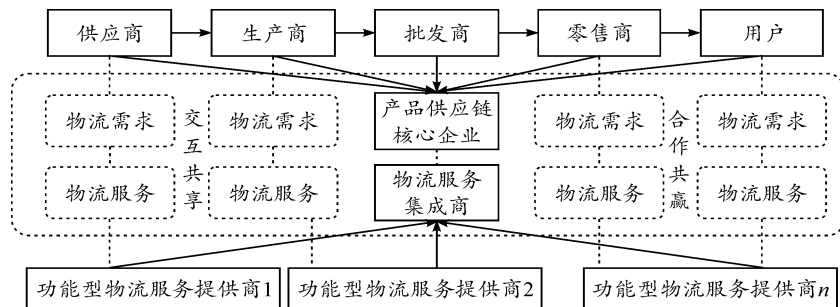 供应商
生产商
批发商
零售商
用户
物流需求
交互共享
物流需求
产品供应链
核心企业
物流需求
合作共赢
物流需求
物流服务
物流服务
物流服务
集成商
物流服务
物流服务
功能型物流服务提供商1
功能型物流服务提供商2
功能型物流服务提供商n